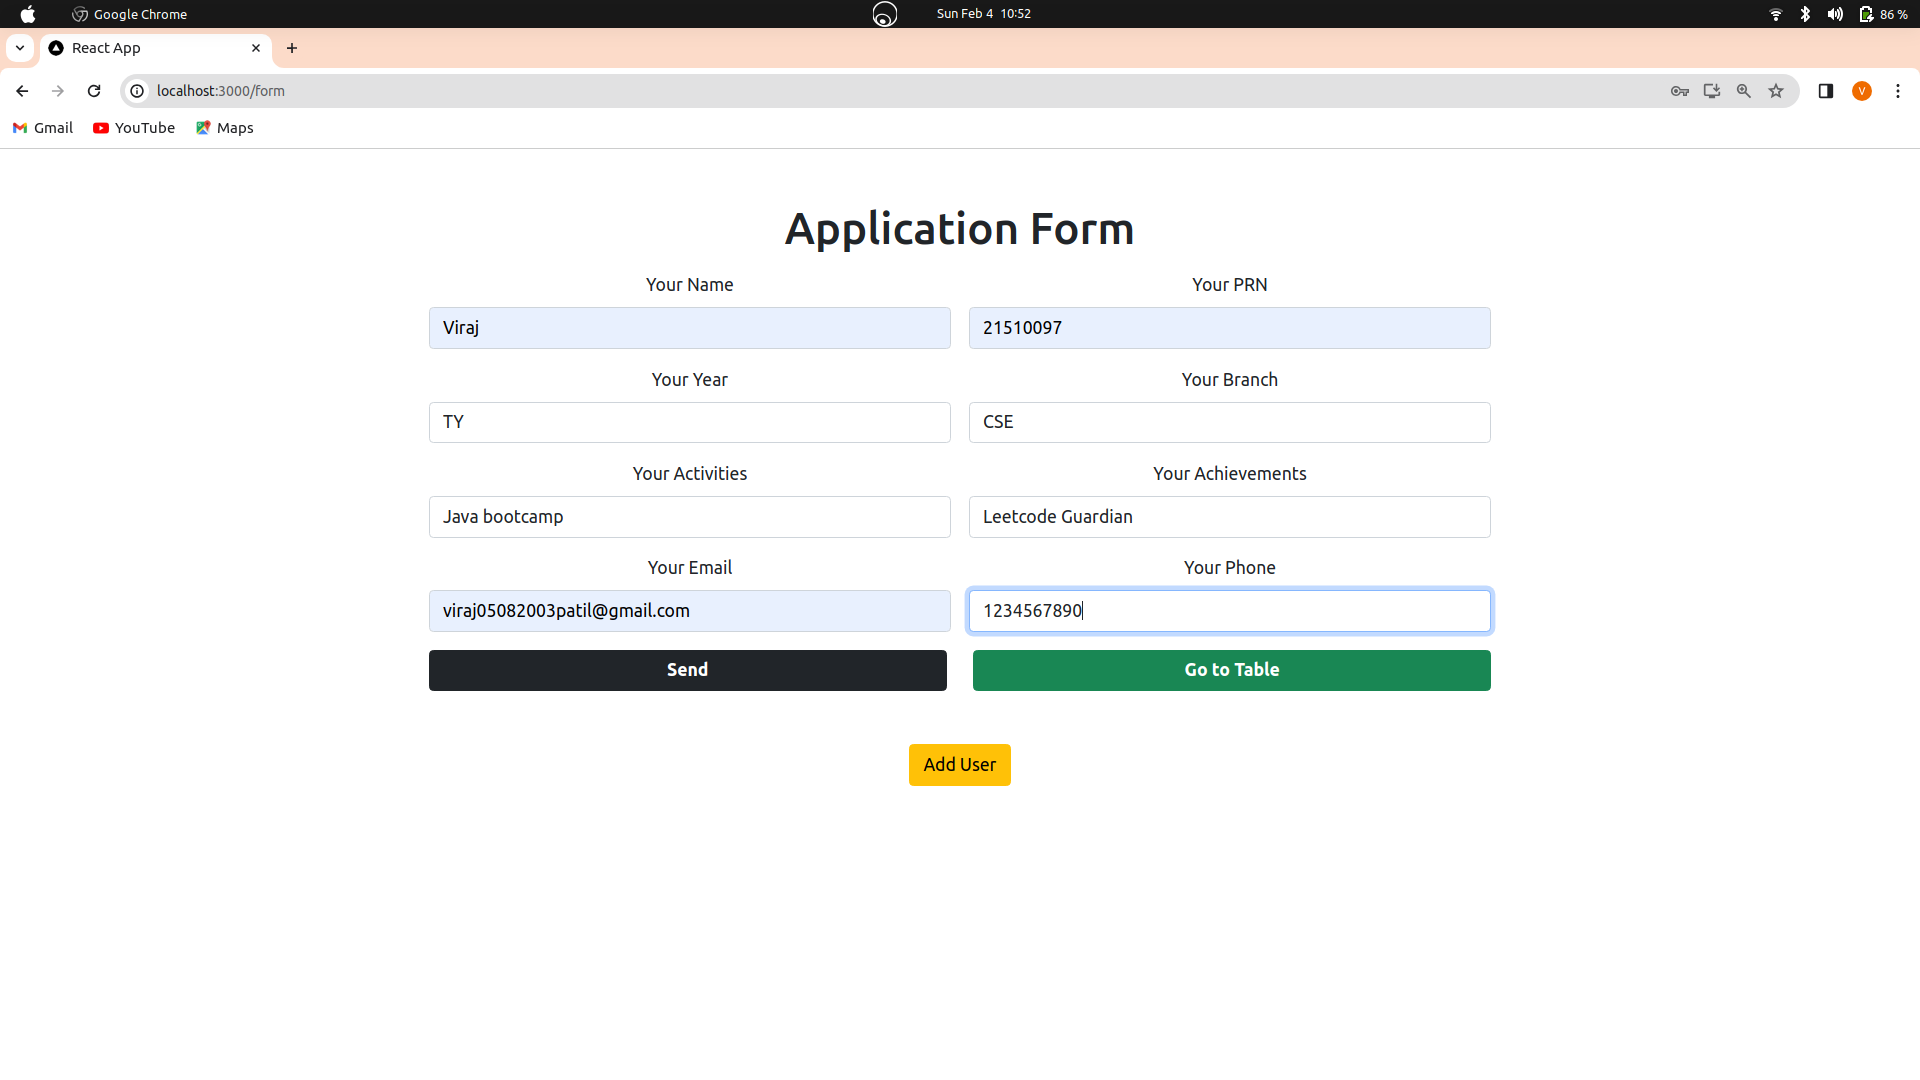 Google Chrome
Sun Feb 4 10:52
86 %
React App
localhost:3000/form
V
Gmail
YouTube
Maps
Application Form
Your Name
Your PRN
Viraj
21510097
Your Year
Your Branch
TY
CSE
Your Activities
Your Achievements
Java bootcamp
Leetcode Guardian
Your Email
Your Phone
viraj05082003patil@gmail.com
1234567890
Send
Go to Table
Add User